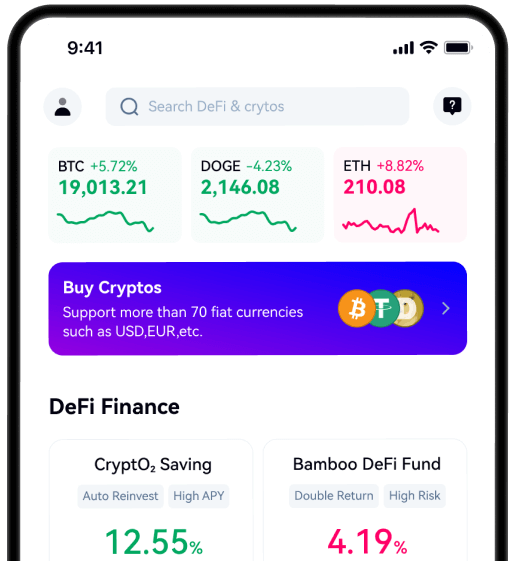 9:41
Search DeFi & crytos
?
BTC +5.72%
19,013.21
DOGE -4.23%
2,146.08
ETH +8.82%
210.08
Buy Cryptos
Support more than 70 fiat currencies
such as USD,EUR,etc.
DeFi Finance
CryptO₂ Saving
Auto Reinvest
High APY
12.55%
Bamboo DeFi Fund
Double Return
High Risk
4.19%